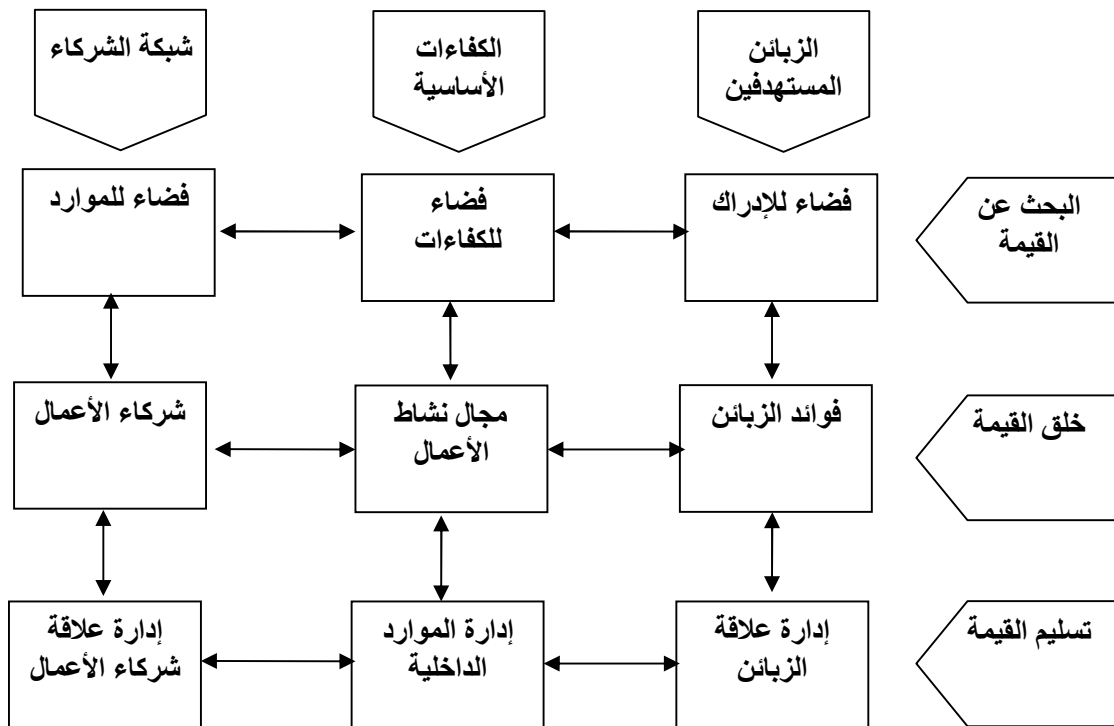 الزبائن
المستهدفين
الكفاءات
الأساسية
شبكة الشركاء
البحث عن
القيمة
فضاء للإدراك
فضاء
للكفاءات
فضاء للموارد
خلق القيمة
فوائد الزبائن
مجال نشاط
الأعمال
شركاء الأعمال
تسليم القيمة
إدارة علاقة
الزبائن
إدارة الموارد
الداخلية
إدارة علاقة
شركاء الأعمال